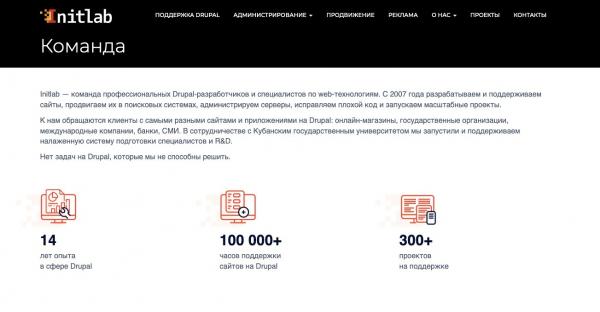 Initlab
ПОДДЕРЖКА DRUPAL АДМИНИСТРИРОВАНИЕ ПРОДВИЖЕНИЕ РЕКЛАМА О НАС ПРОЕКТЫ КОНТАКТЫ
Команда
Initlab — команда профессиональных Drupal-разработчиков и специалистов по web-технологиям. С 2007 года разрабатываем и поддерживаем
сайты, продвигаем их в поисковых системах, администрируем серверы, исправляем плохой код и запускаем масштабные проекты.
К нам обращаются клиенты с самыми разными сайтами и приложениями на Drupal: онлайн-магазины, государственные организации,
международные компании, банки, СМИ. В сотрудничестве с Кубанским государственным университетом мы запустили и поддерживаем
налаженную систему подготовки специалистов и R&D.
Нет задач на Drupal, которые мы не способны решить.
14
лет опыта
в сфере Drupal
100 000+
часов поддержки
сайтов на Drupal
300+
проектов
на поддержке